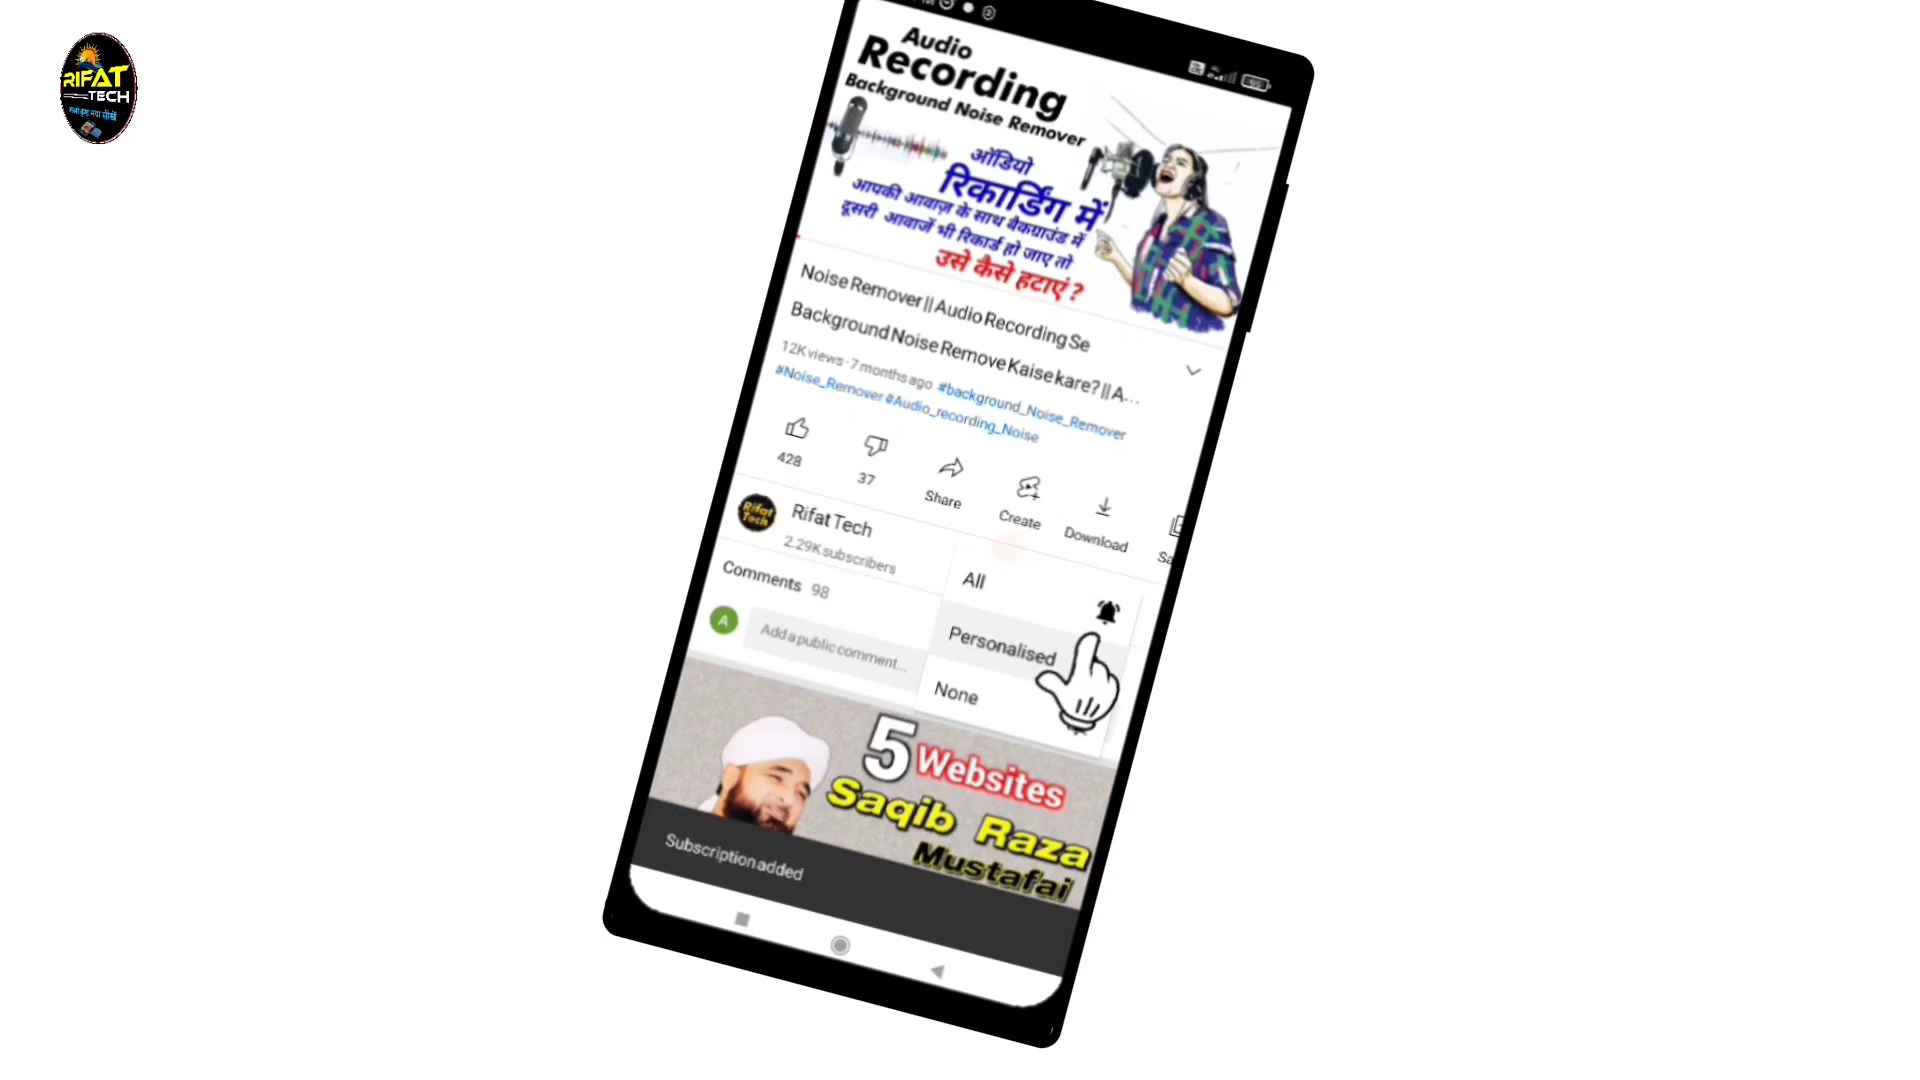 RIFAT
TECH
Audio
Recording
Background Noise Remover
ऑडियो
रिकार्डिंग में
आपकी आवाज़ के साथ बैकग्राउंड में
दूसरी आवाजें भी रिकार्ड हो जाए तो
उसे कैसे हटाएं ?
Noise Remover || Audio Recording Se
Background Noise Remove Kaise kare? || A...
12K views · 7 months ago #background_Noise_Remover
#Noise_Remover #Audio_recording_Noise
428
37
Share
Create
Download
Sa
Rifat Tech
Rifat Tech
2.29K subscribers
Comments 98
A
Add a public comment...
All
Personalised
None
5 Websites
Saqib Raza
Mustafai
Subscription added